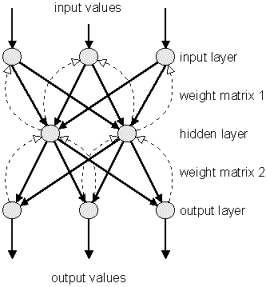 input values
input layer
weight matrix 1
hidden layer
weight matrix 2
output layer
output values